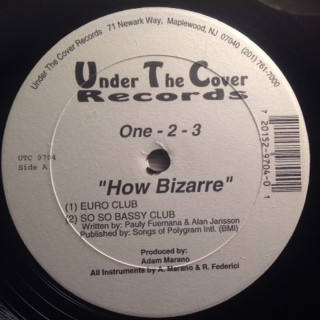 Under The Cover Records 71 Newark Way, Maplewood, NJ 07040 (201) 761-7000
Under The Cover
Records
One - 2 - 3
UTC 9704
Side A
7 20152-9704-0 1
"How Bizarre"
(1) EURO CLUB
(2) SO SO BASSY CLUB
Written by: Pauly Fuemana & Alan Jansson
Published by: Songs of Polygram Intl. (BMI)
Produced by:
Adam Marano
All Instruments by A. Marano & R. Federici